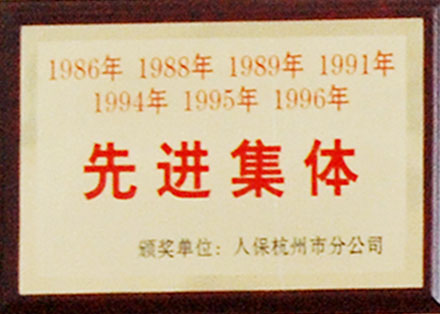 1986年 1988年 1989年 1991年
1994年 1995年 1996年
先进集体
颁奖单位：人保杭州市分公司